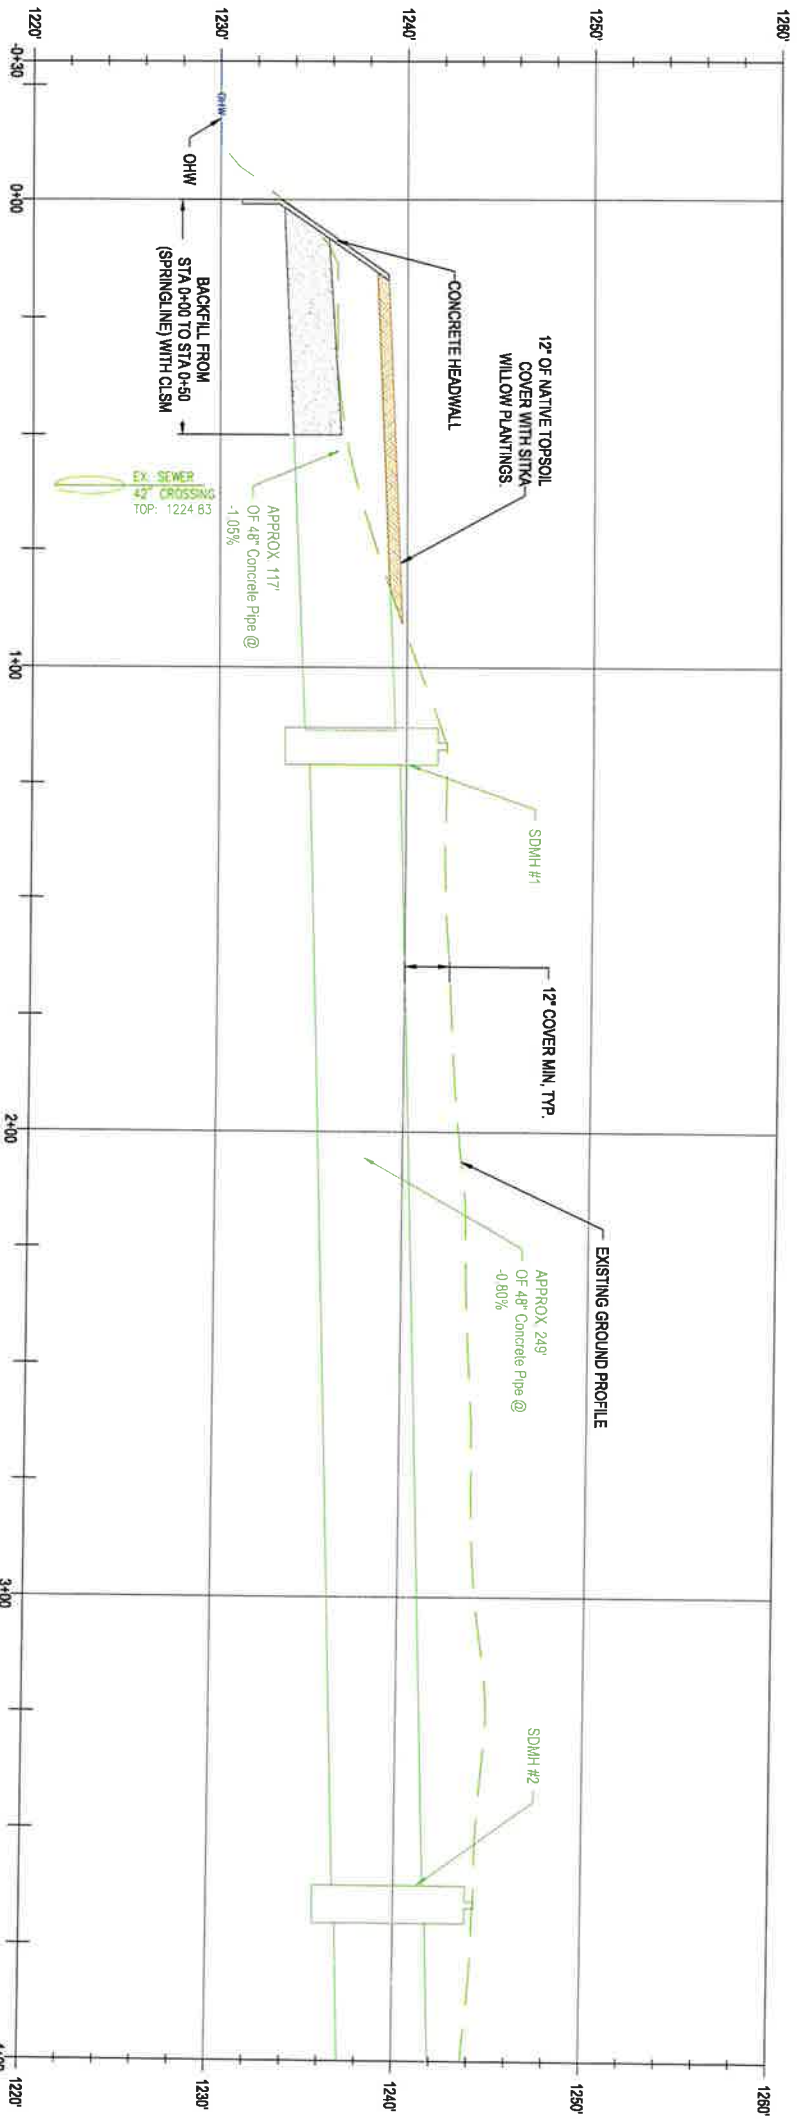 1260'
1250'
1240'
1230'
1220'
-0+30
0+00
1+00
2+00
3+00
OHW
OHW
12" OF NATIVE TOPSOIL
COVER WITH SITKA
WILLOW PLANTINGS.
CONCRETE HEADWALL
BACKFILL FROM
STA 0+00 TO STA 0+50
(SPRINGLINE) WITH CLSM
EX. SEWER
42" CROSSING
TOP: 1224.83
APPROX. 117'
OF 48" Concrete Pipe @
-1.05%
SDMH #1
12" COVER MIN, TYP.
EXISTING GROUND PROFILE
APPROX. 249'
OF 48" Concrete Pipe @
-0.80%
SDMH #2
1260'
1250'
1240'
1230'
1220'